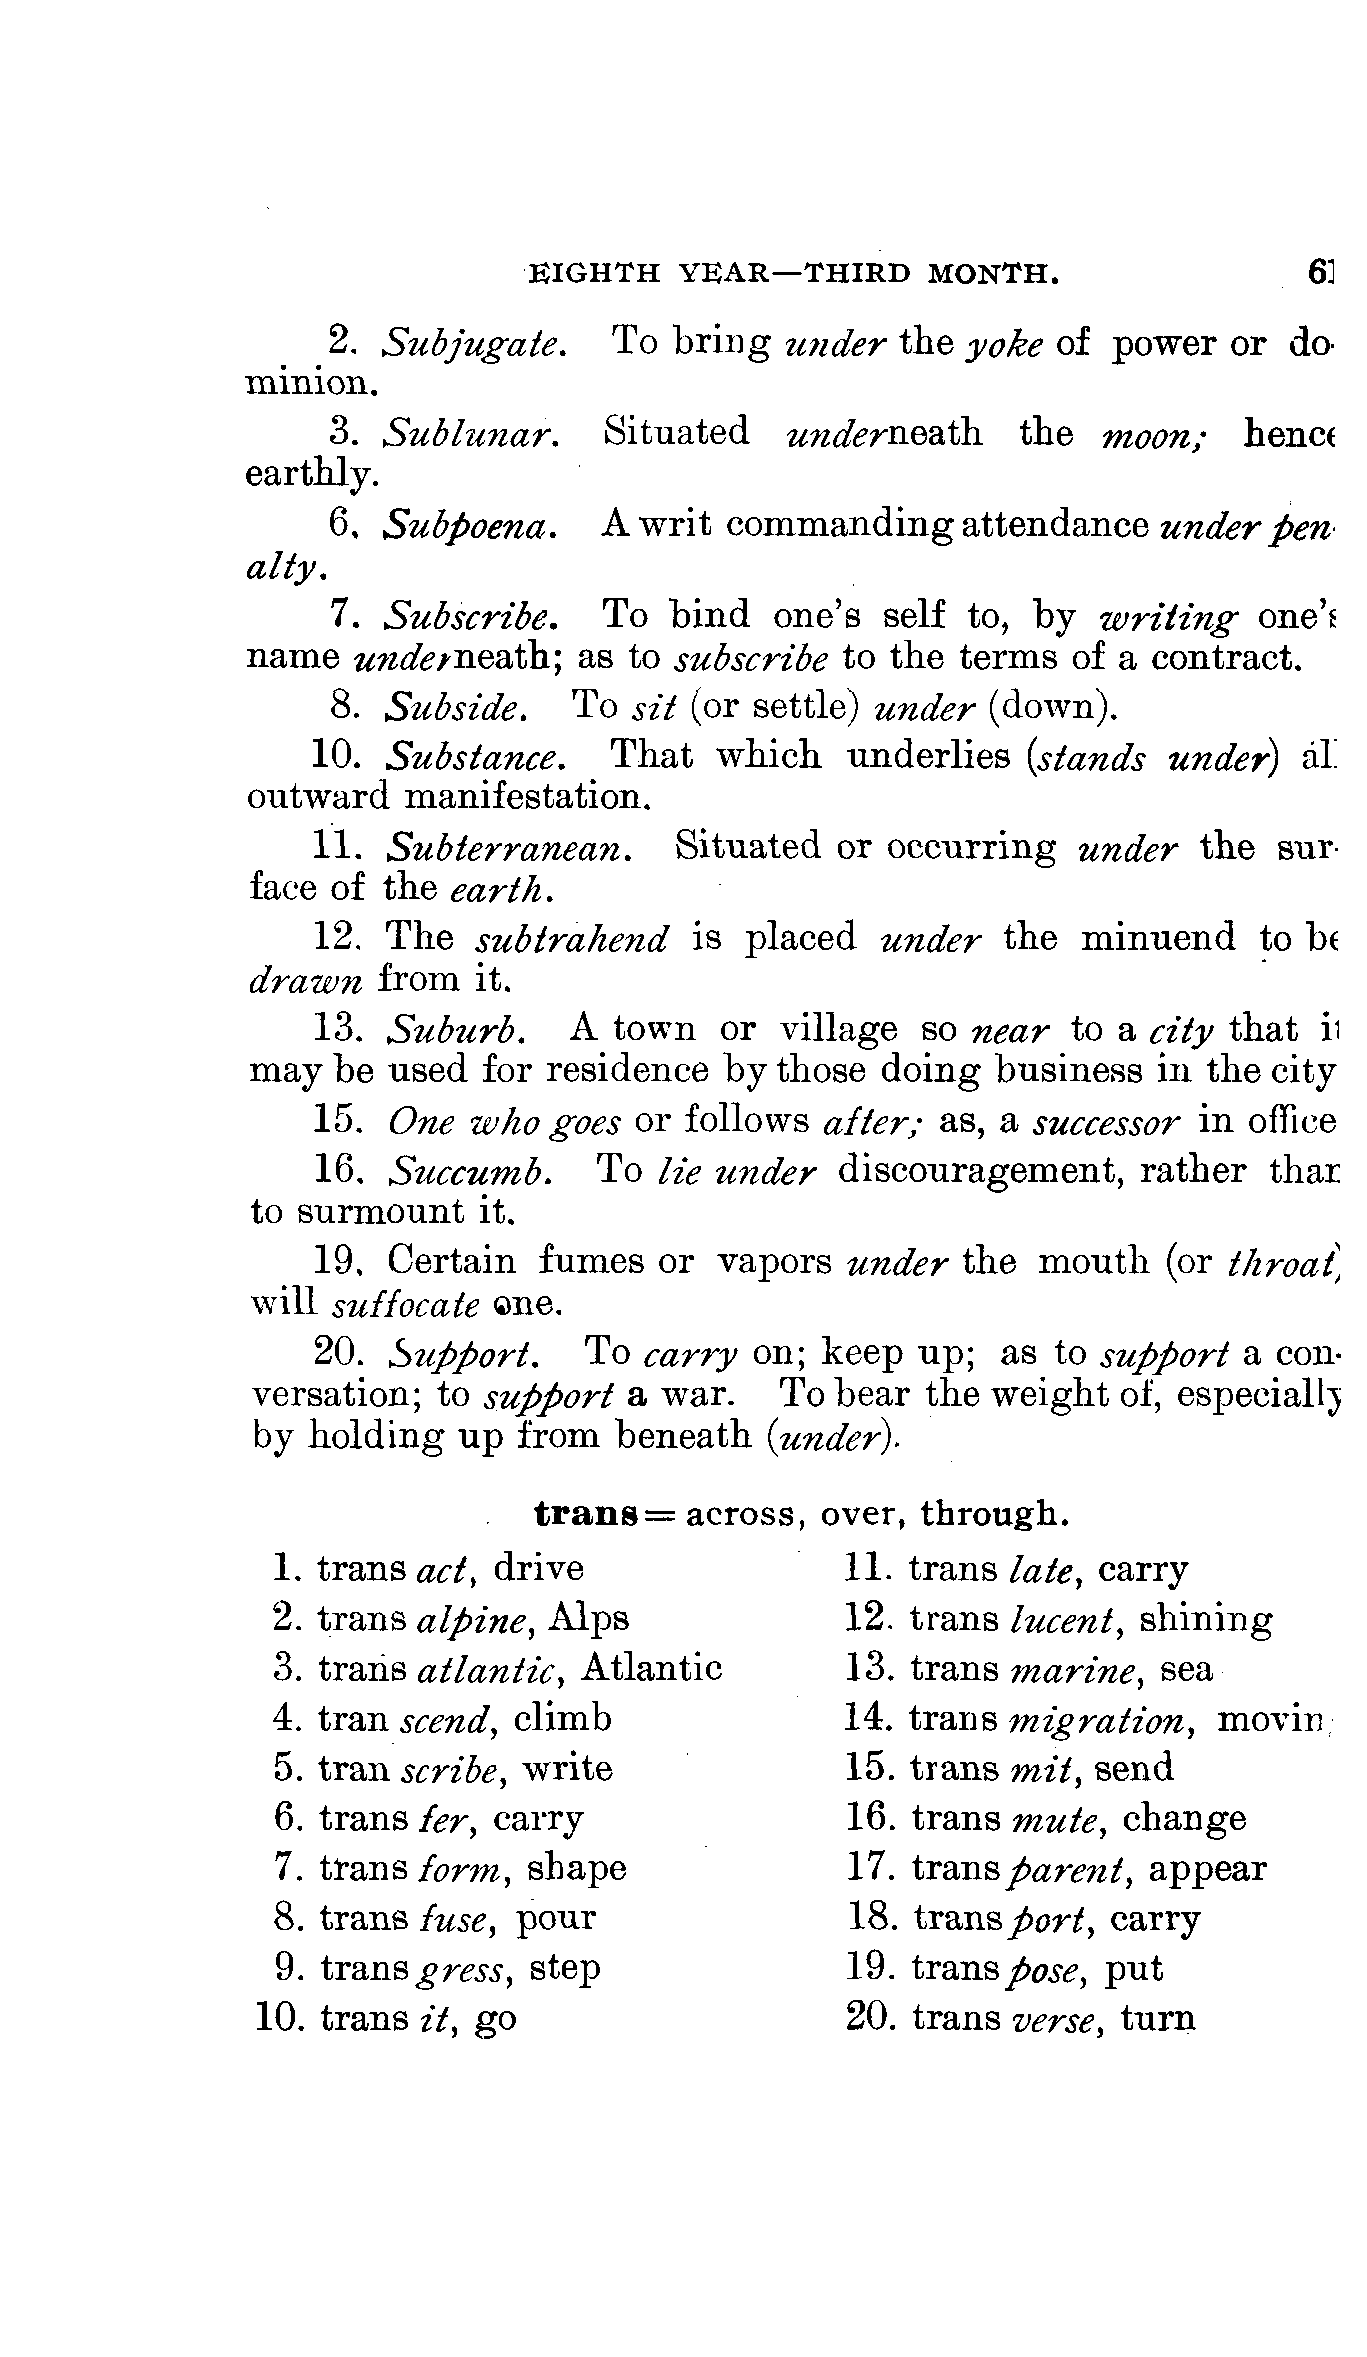 EIGHTH YEAR—THIRD MONTH. 61
2. Subjugate. To bring under the yoke of power or do-
minion.
3. Sublunar. Situated underneath the moon; hence
earthly.
6. Subpoena. A writ commanding attendance under pen-
alty.
7. Subscribe. To bind one's self to, by writing one's
name underneath; as to subscribe to the terms of a contract.
8. Subside. To sit (or settle) under (down).
10. Substance. That which underlies (stands under) all
outward manifestation.
11. Subterranean. Situated or occurring under the sur-
face of the earth.
12. The subtrahend is placed under the minuend to be
drawn from it.
13. Suburb. A town or village so near to a city that it
may be used for residence by those doing business in the city
15. One who goes or follows after; as, a successor in office
16. Succumb. To lie under discouragement, rather than
to surmount it.
19. Certain fumes or vapors under the mouth (or throat)
will suffocate one.
20. Support. To carry on; keep up; as to support a con-
versation; to support a war. To bear the weight of, especially
by holding up from beneath (under).
trans = across, over, through.
1. trans act, drive
2. trans alpine, Alps
3. trans atlantic, Atlantic
4. tran scend, climb
5. tran scribe, write
6. trans fer, carry
7. trans form, shape
8. trans fuse, pour
9. trans gress, step
10. trans it, go
11. trans late, carry
12. trans lucent, shining
13. trans marine, sea
14. trans migration, movin
15. trans mit, send
16. trans mute, change
17. trans parent, appear
18. trans port, carry
19. trans pose, put
20. trans verse, turn